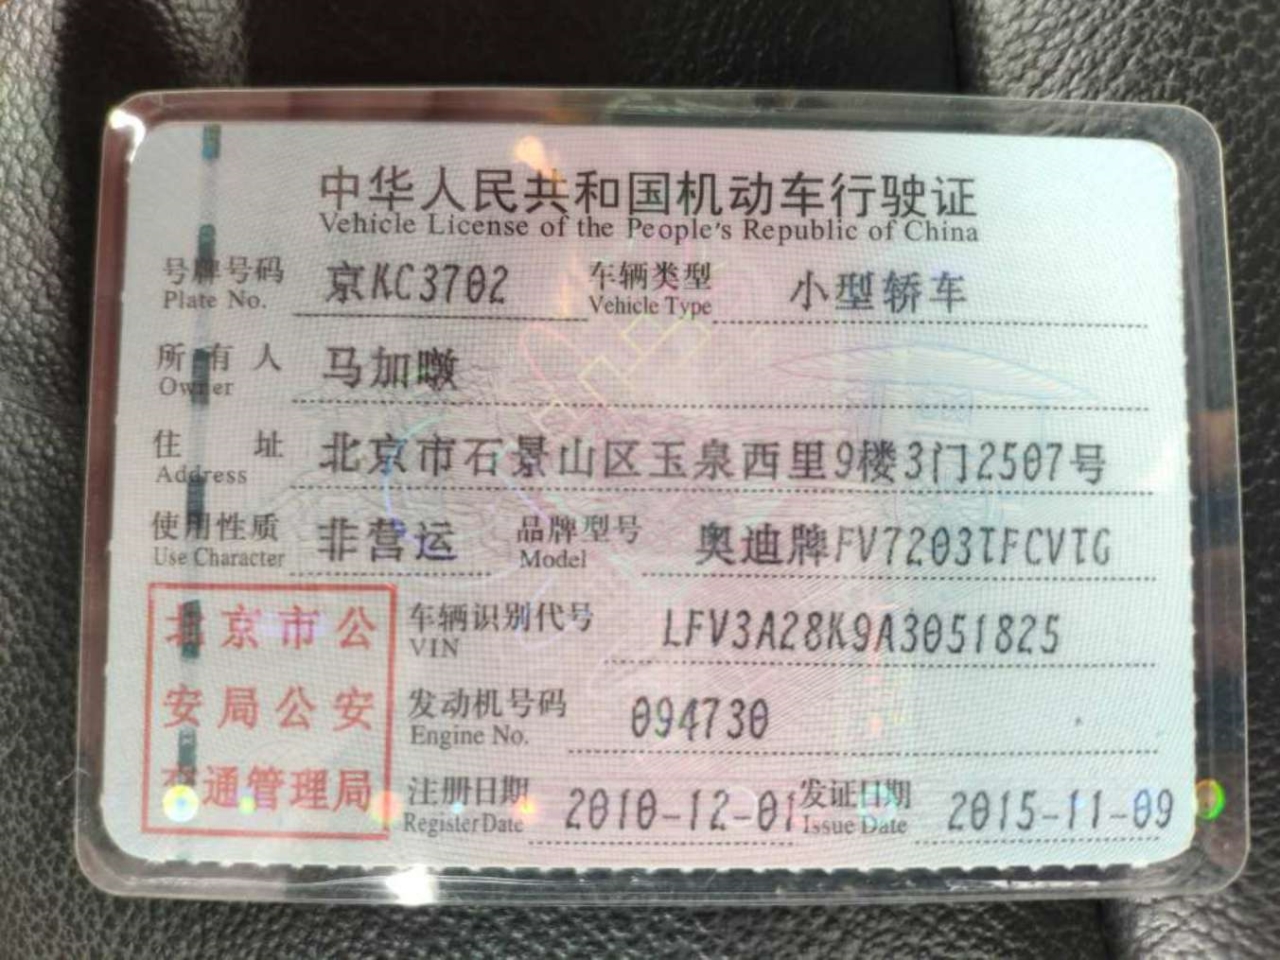 中华人民共和国机动车行驶证
Vehicle License of the People's Republic of China
号牌号码 京KC3702 车辆类型 小型轿车
Plate No. Vehicle Type
所有人 马加暾
Owner
住址 北京市石景山区玉泉西里9楼3门2507号
Address
使用性质 非营运 品牌型号 奥迪牌FV7203TFCVTG
Use Character Model
北京市公 车辆识别代号 LFV3A28K9A3051825
VIN
安局公安 发动机号码 094730
Engine No.
交通管理局 注册日期 2010-12-01 发证日期 2015-11-09
Register Date Issue Date